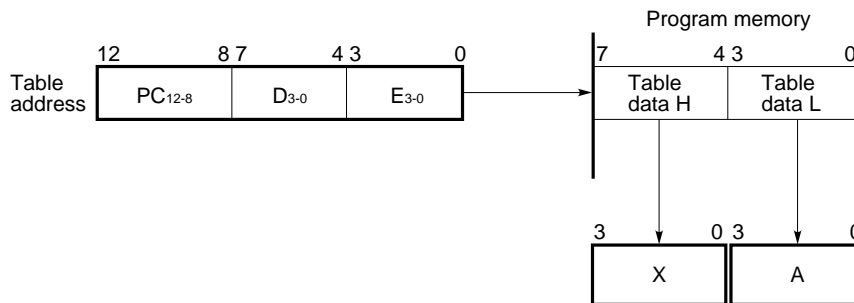 Program memory
12 8 7 4 3 0
7 4 3 0
Table address
PC12-8
D3-0
E3-0
Table data H
Table data L
3 0 3 0
X
A